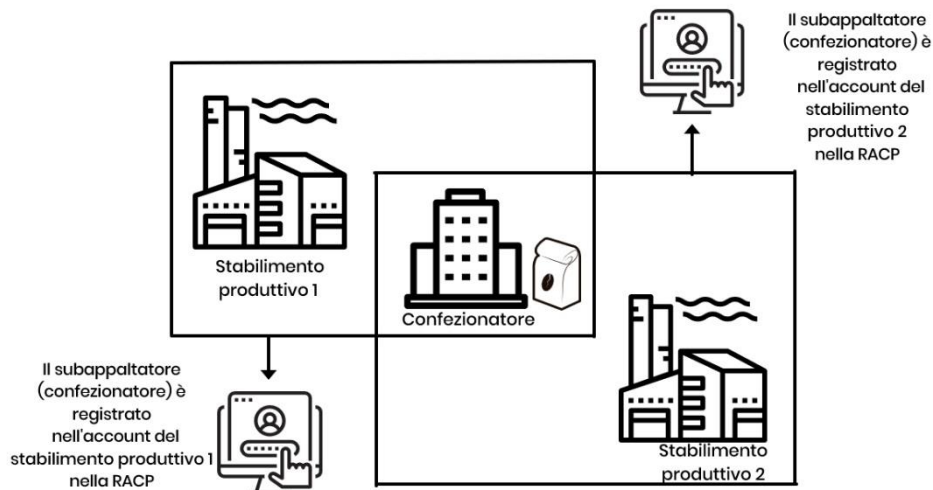 Il subappaltatore
(confezionatore) è
registrato
nell'account del
stabilimento
produttivo 2
nella RACP
Stabilimento
produttivo 1
Confezionatore
Il subappaltatore
(confezionatore) è
registrato
nell'account del
stabilimento produttivo 1
nella RACP
Stabilimento
produttivo 2